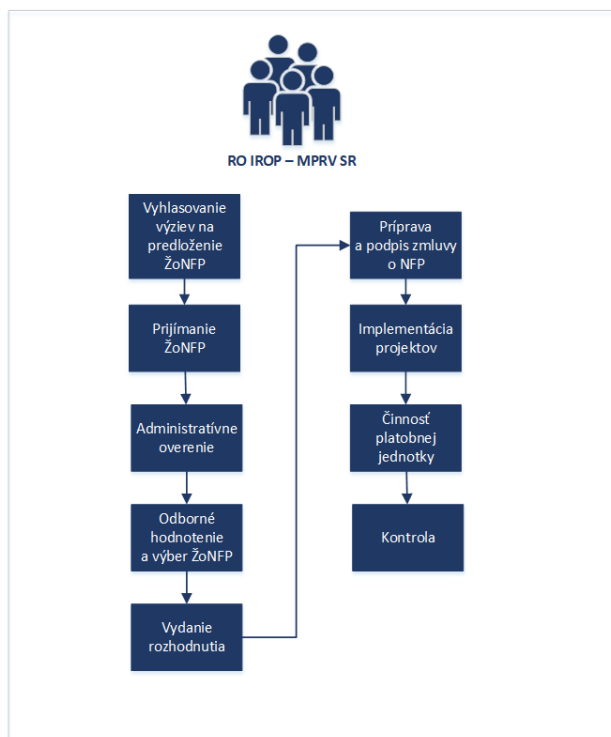 RO IROP – MPRV SR
Vyhlasovanie
výziev na
predloženie
ŽoNFP
Prijímanie
ŽoNFP
Administratívne
overenie
Odborné
hodnotenie
a výber ŽoNFP
Vydanie
rozhodnutia
Príprava
a podpis zmluvy
o NFP
Implementácia
projektov
Činnosť
platobnej
jednotky
Kontrola